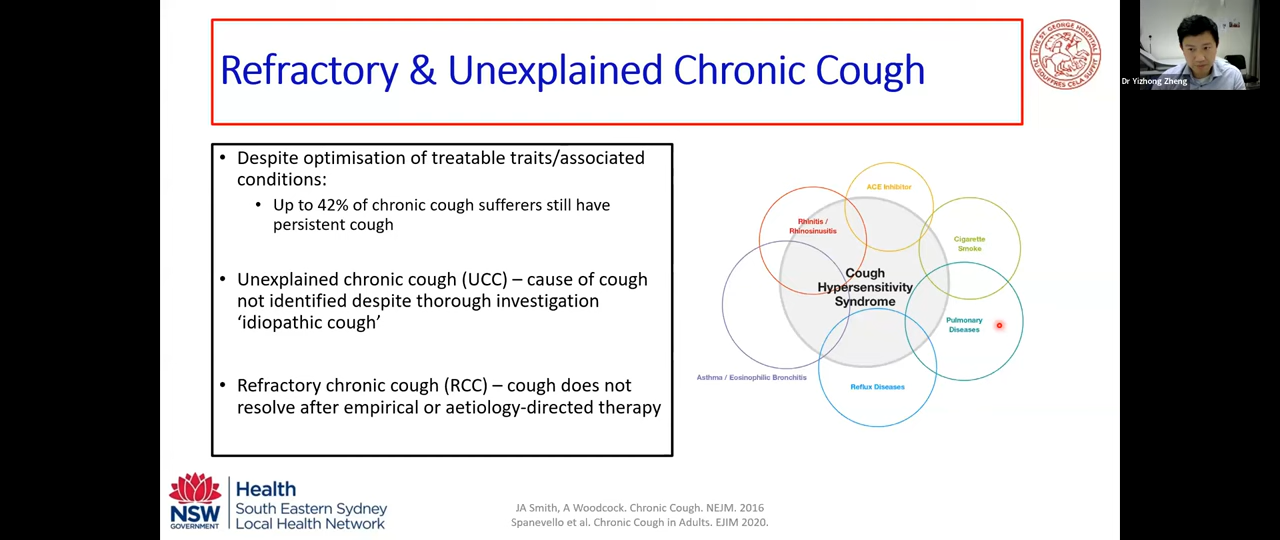 Refractory & Unexplained Chronic Cough
THE ST. GEORGE HOSPITAL
Dr Yizhong Zheng
• Despite optimisation of treatable traits/associated
conditions:
• Up to 42% of chronic cough sufferers still have
persistent cough
• Unexplained chronic cough (UCC) – cause of cough
not identified despite thorough investigation
‘idiopathic cough’
• Refractory chronic cough (RCC) – cough does not
resolve after empirical or aetiology-directed therapy
ACE Inhibitor
Rhinitis /
Rhinosinusitis
Cigarette
Smoke
Cough
Hypersensitivity
Syndrome
Pulmonary
Diseases
Asthma / Eosinophilic Bronchitis
Reflux Diseases
NSW
GOVERNMENT
Health
South Eastern Sydney
Local Health Network
JA Smith, A Woodcock. Chronic Cough. NEJM. 2016
Spanevello et al. Chronic Cough in Adults. EJIM 2020.